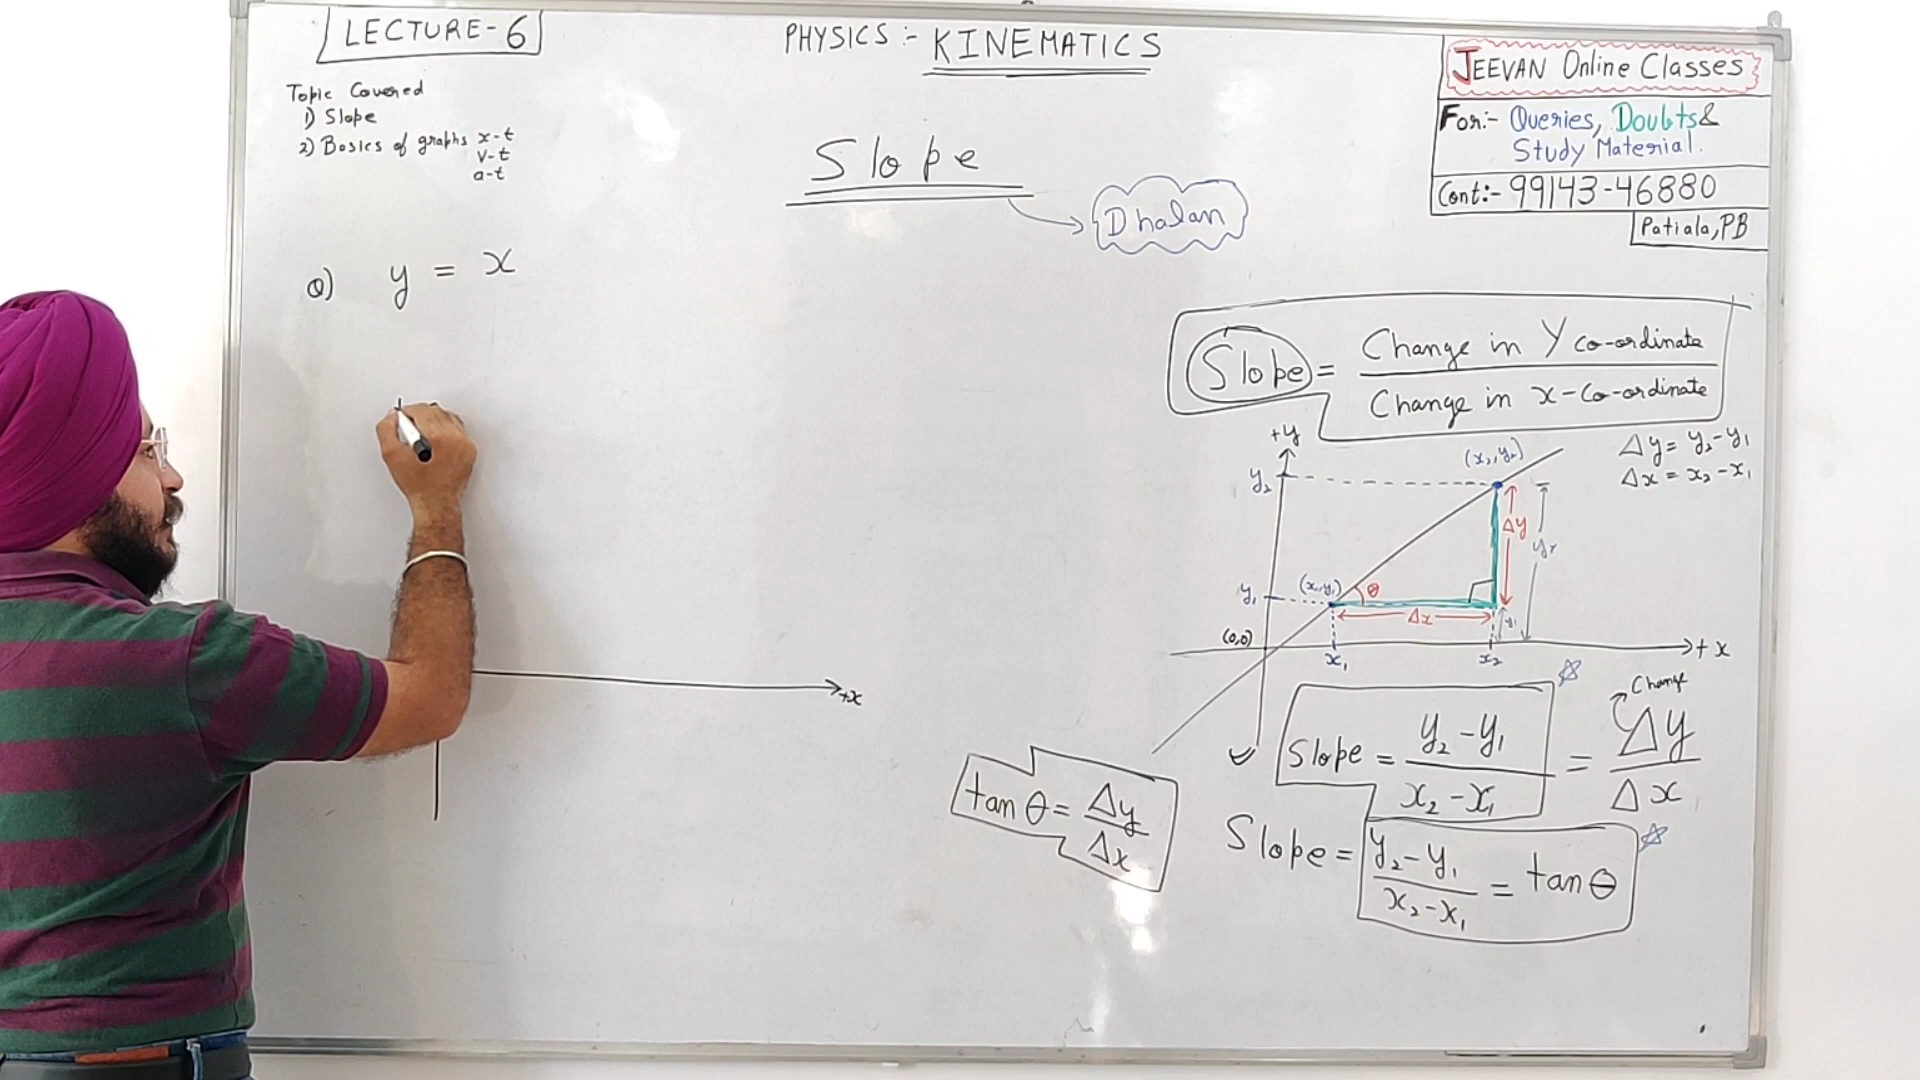 LECTURE-6
PHYSICS:- KINEMATICS
JEEVAN Online Classes
For:- Queries, Doubts &
Study Material.
Cont:- 99143-46880
Patiala, PB
Topic Covered
1) Slope
2) Basics of graphs x-t
v-t
a-t
Slope
Dhalan
Q) y = x
+x
Slope = Change in Y co-ordinate
Change in x-co-ordinate
+y
y₂
(x₂,y₂)
Δy = y₂-y₁
Δx = x₂-x₁
Δy
y₁
(x₁,y₁)
θ
Δx
y₁
(0,0)
x₁
x₂
+x
Change
Slope = y₂-y₁ / x₂-x₁ = Δy / Δx
tan θ = Δy / Δx
Slope = y₂-y₁ / x₂-x₁ = tan θ